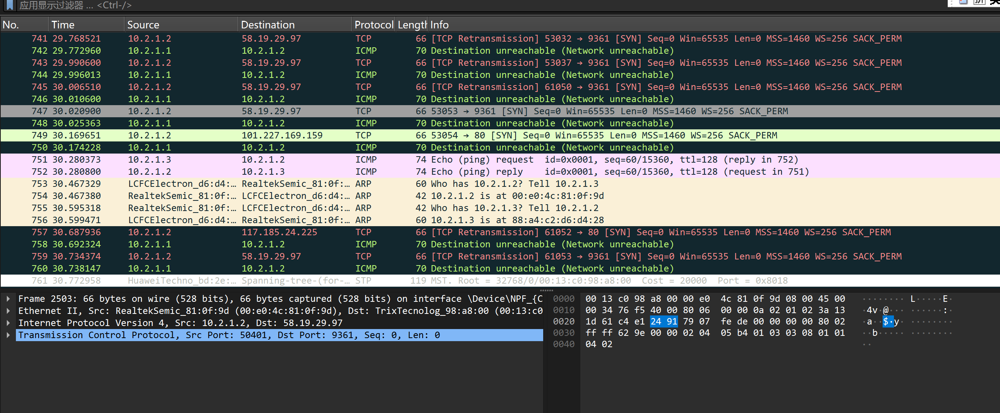 应用显示过滤器 … <Ctrl-/>
No. Time Source Destination Protocol Length Info
741 29.768521 10.2.1.2 58.19.29.97 TCP 66 [TCP Retransmission] 53032 → 9361 [SYN] Seq=0 Win=65535 Len=0 MSS=1460 WS=256 SACK_PERM
742 29.772960 10.2.1.1 10.2.1.2 ICMP 70 Destination unreachable (Network unreachable)
743 29.990600 10.2.1.2 58.19.29.97 TCP 66 [TCP Retransmission] 53037 → 9361 [SYN] Seq=0 Win=65535 Len=0 MSS=1460 WS=256 SACK_PERM
744 29.996013 10.2.1.1 10.2.1.2 ICMP 70 Destination unreachable (Network unreachable)
745 30.006510 10.2.1.2 58.19.29.97 TCP 66 [TCP Retransmission] 61050 → 9361 [SYN] Seq=0 Win=65535 Len=0 MSS=1460 WS=256 SACK_PERM
746 30.010600 10.2.1.1 10.2.1.2 ICMP 70 Destination unreachable (Network unreachable)
747 30.020900 10.2.1.2 58.19.29.97 TCP 66 53053 → 9361 [SYN] Seq=0 Win=65535 Len=0 MSS=1460 WS=256 SACK_PERM
748 30.025363 10.2.1.1 10.2.1.2 ICMP 70 Destination unreachable (Network unreachable)
749 30.169651 10.2.1.2 101.227.169.159 TCP 66 53054 → 80 [SYN] Seq=0 Win=65535 Len=0 MSS=1460 WS=256 SACK_PERM
750 30.174228 10.2.1.1 10.2.1.2 ICMP 70 Destination unreachable (Network unreachable)
751 30.280373 10.2.1.3 10.2.1.2 ICMP 74 Echo (ping) request id=0x0001, seq=60/15360, ttl=128 (reply in 752)
752 30.280800 10.2.1.2 10.2.1.3 ICMP 74 Echo (ping) reply id=0x0001, seq=60/15360, ttl=128 (request in 751)
753 30.467329 LCFCElectron_d6:d4:… RealtekSemic_81:0f:… ARP 60 Who has 10.2.1.2? Tell 10.2.1.3
754 30.467380 RealtekSemic_81:0f:… LCFCElectron_d6:d4:… ARP 42 10.2.1.2 is at 00:e0:4c:81:0f:9d
755 30.595318 RealtekSemic_81:0f:… LCFCElectron_d6:d4:… ARP 42 Who has 10.2.1.3? Tell 10.2.1.2
756 30.599471 LCFCElectron_d6:d4:… RealtekSemic_81:0f:… ARP 60 10.2.1.3 is at 88:a4:c2:d6:d4:28
757 30.687936 10.2.1.2 117.185.24.225 TCP 66 [TCP Retransmission] 61052 → 80 [SYN] Seq=0 Win=65535 Len=0 MSS=1460 WS=256 SACK_PERM
758 30.692324 10.2.1.1 10.2.1.2 ICMP 70 Destination unreachable (Network unreachable)
759 30.734374 10.2.1.2 58.19.29.97 TCP 66 [TCP Retransmission] 61053 → 9361 [SYN] Seq=0 Win=65535 Len=0 MSS=1460 WS=256 SACK_PERM
760 30.738147 10.2.1.1 10.2.1.2 ICMP 70 Destination unreachable (Network unreachable)
761 30.772958 HuaweiTechno_bd:2e:… Spanning-tree-(for-… STP 119 MST. Root = 32768/0/00:13:c0:98:a8:00 Cost = 20000 Port = 0x8018
Frame 2503: 66 bytes on wire (528 bits), 66 bytes captured (528 bits) on interface \Device\NPF_{C
Ethernet II, Src: RealtekSemic_81:0f:9d (00:e0:4c:81:0f:9d), Dst: TrixTecnolog_98:a8:00 (00:13:c0
Internet Protocol Version 4, Src: 10.2.1.2, Dst: 58.19.29.97
Transmission Control Protocol, Src Port: 50401, Dst Port: 9361, Seq: 0, Len: 0
0000 00 13 c0 98 a8 00 00 e0 4c 81 0f 9d 08 00 45 00 ········ L·····E·
0010 00 34 76 f5 40 00 80 06 00 00 0a 02 01 02 3a 13 ·4v·@··· ······:·
0020 1d 61 c4 e1 24 91 79 07 fe de 00 00 00 00 80 02 ·a··$·y· ········
0030 ff ff 62 9e 00 00 02 04 05 b4 01 03 03 08 01 01 ··b····· ········
0040 04 02 ··